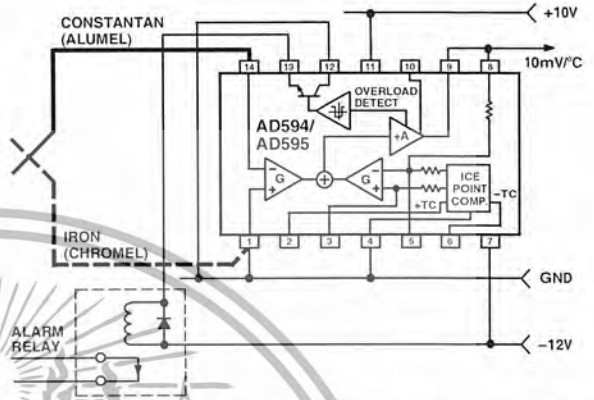 CONSTANTAN
(ALUMEL)
+10V
10mV/°C
14 13 12 11 10 9 8
OVERLOAD
DETECT
AD594/
AD595
+A
G
G
ICE
POINT
COMP.
+TC
-TC
1 2 3 4 5 6 7
IRON
(CHROMEL)
GND
-12V
ALARM
RELAY